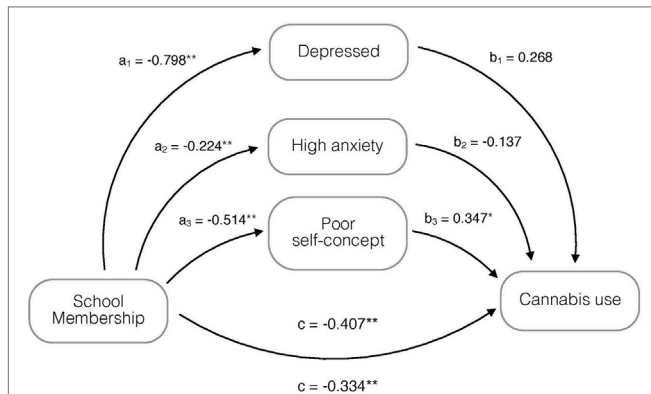 Depressed
a₁ = -0.798**
b₁ = 0.268
High anxiety
a₂ = -0.224**
b₂ = -0.137
Poor
self-concept
a₃ = -0.514**
b₃ = 0.347*
School
Membership
Cannabis use
c = -0.407**
c = -0.334**